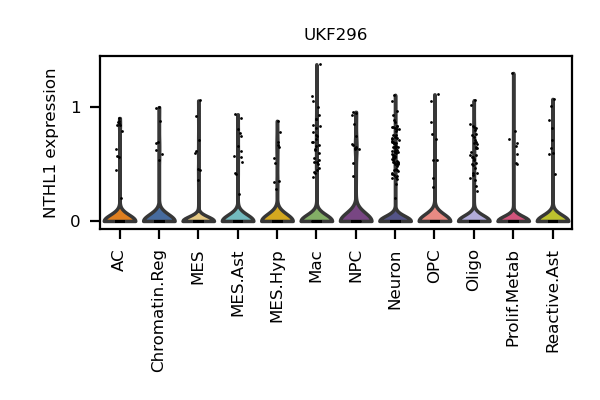 UKF296
NTHL1 expression
1
0
AC
Chromatin.Reg
MES
MES.Ast
MES.Hyp
Mac
NPC
Neuron
OPC
Oligo
Prolif.Metab
Reactive.Ast